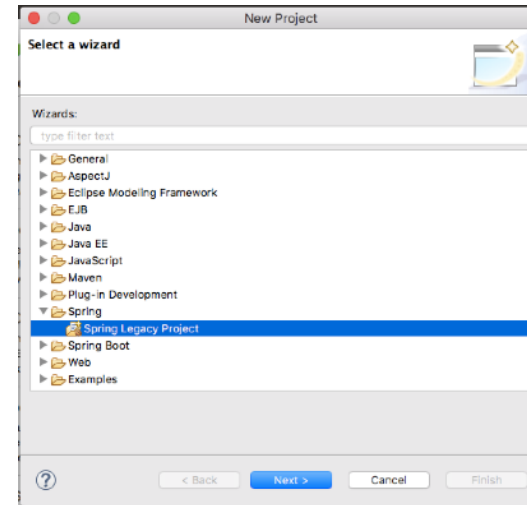 New Project
Select a wizard
Wizards:
type filter text
General
AspectJ
Eclipse Modeling Framework
EJB
Java
Java EE
JavaScript
Maven
Plug-in Development
Spring
Spring Legacy Project
Spring Boot
Web
Examples
? < Back Next > Cancel Finish